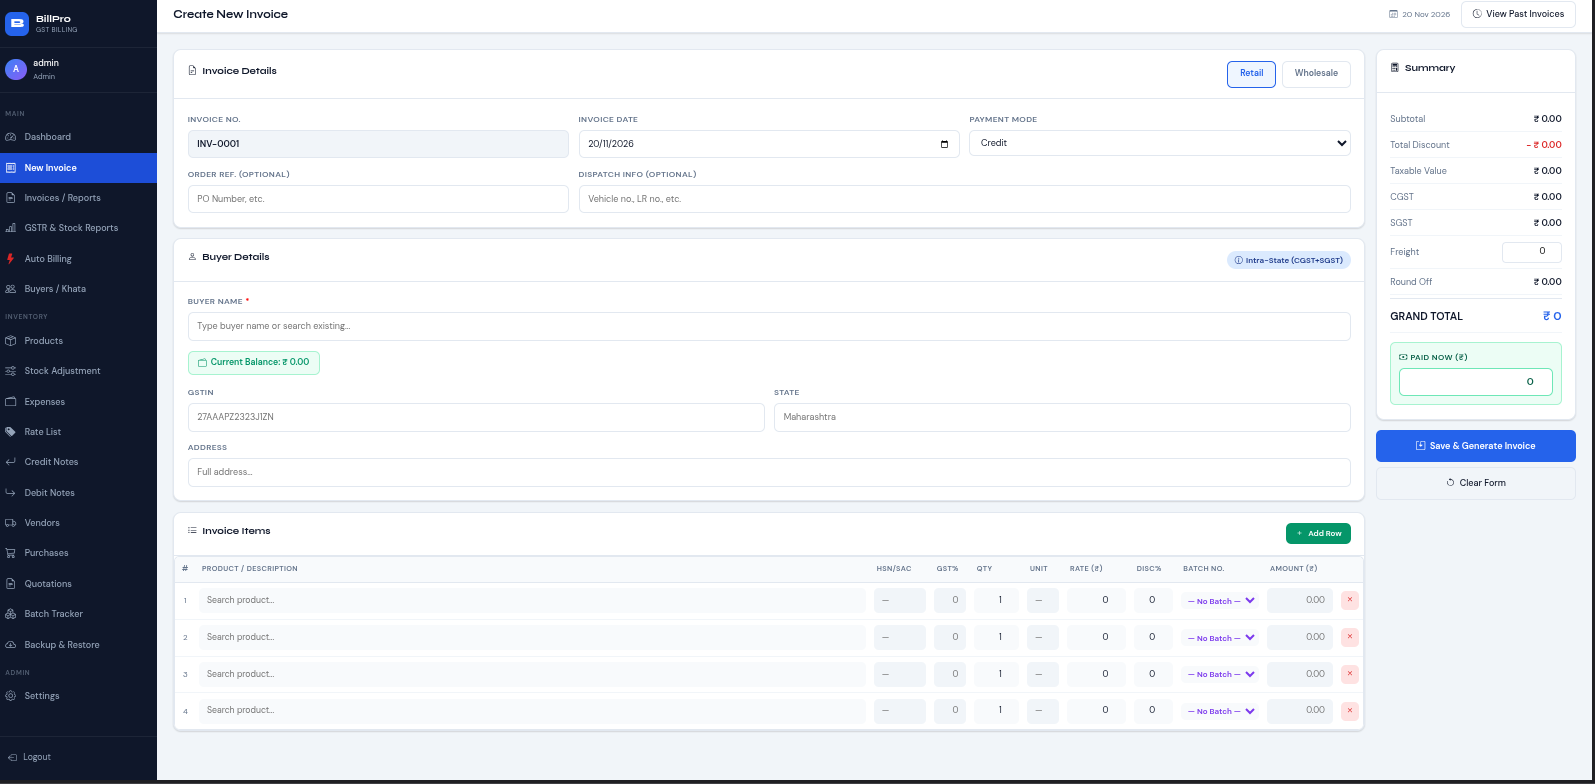 BillPro
GST BILLING
A
admin
Admin
MAIN
Dashboard
New Invoice
Invoices / Reports
GSTR & Stock Reports
Auto Billing
Buyers / Khata
INVENTORY
Products
Stock Adjustment
Expenses
Rate List
Credit Notes
Debit Notes
Vendors
Purchases
Quotations
Batch Tracker
Backup & Restore
ADMIN
Settings
Logout
Create New Invoice
20 Nov 2026
View Past Invoices
Invoice Details
Retail
Wholesale
INVOICE NO.
INVOICE DATE
PAYMENT MODE
INV-0001
20/11/2026
Credit
ORDER REF. (OPTIONAL)
DISPATCH INFO (OPTIONAL)
PO Number, etc.
Vehicle no., LR no., etc.
Buyer Details
Intra-State (CGST+SGST)
BUYER NAME *
Type buyer name or search existing...
Current Balance: ₹ 0.00
GSTIN
STATE
27AAAPZ2323J1ZN
Maharashtra
ADDRESS
Full address...
Invoice Items
+ Add Row
# PRODUCT / DESCRIPTION HSN/SAC GST% QTY UNIT RATE (₹) DISC% BATCH NO. AMOUNT (₹)
1 Search product... — 0 1 — 0 0 — No Batch — 0.00 ×
2 Search product... — 0 1 — 0 0 — No Batch — 0.00 ×
3 Search product... — 0 1 — 0 0 — No Batch — 0.00 ×
4 Search product... — 0 1 — 0 0 — No Batch — 0.00 ×
Summary
Subtotal ₹ 0.00
Total Discount - ₹ 0.00
Taxable Value ₹ 0.00
CGST ₹ 0.00
SGST ₹ 0.00
Freight 0
Round Off ₹ 0.00
GRAND TOTAL ₹ 0
PAID NOW (₹)
0
Save & Generate Invoice
Clear Form